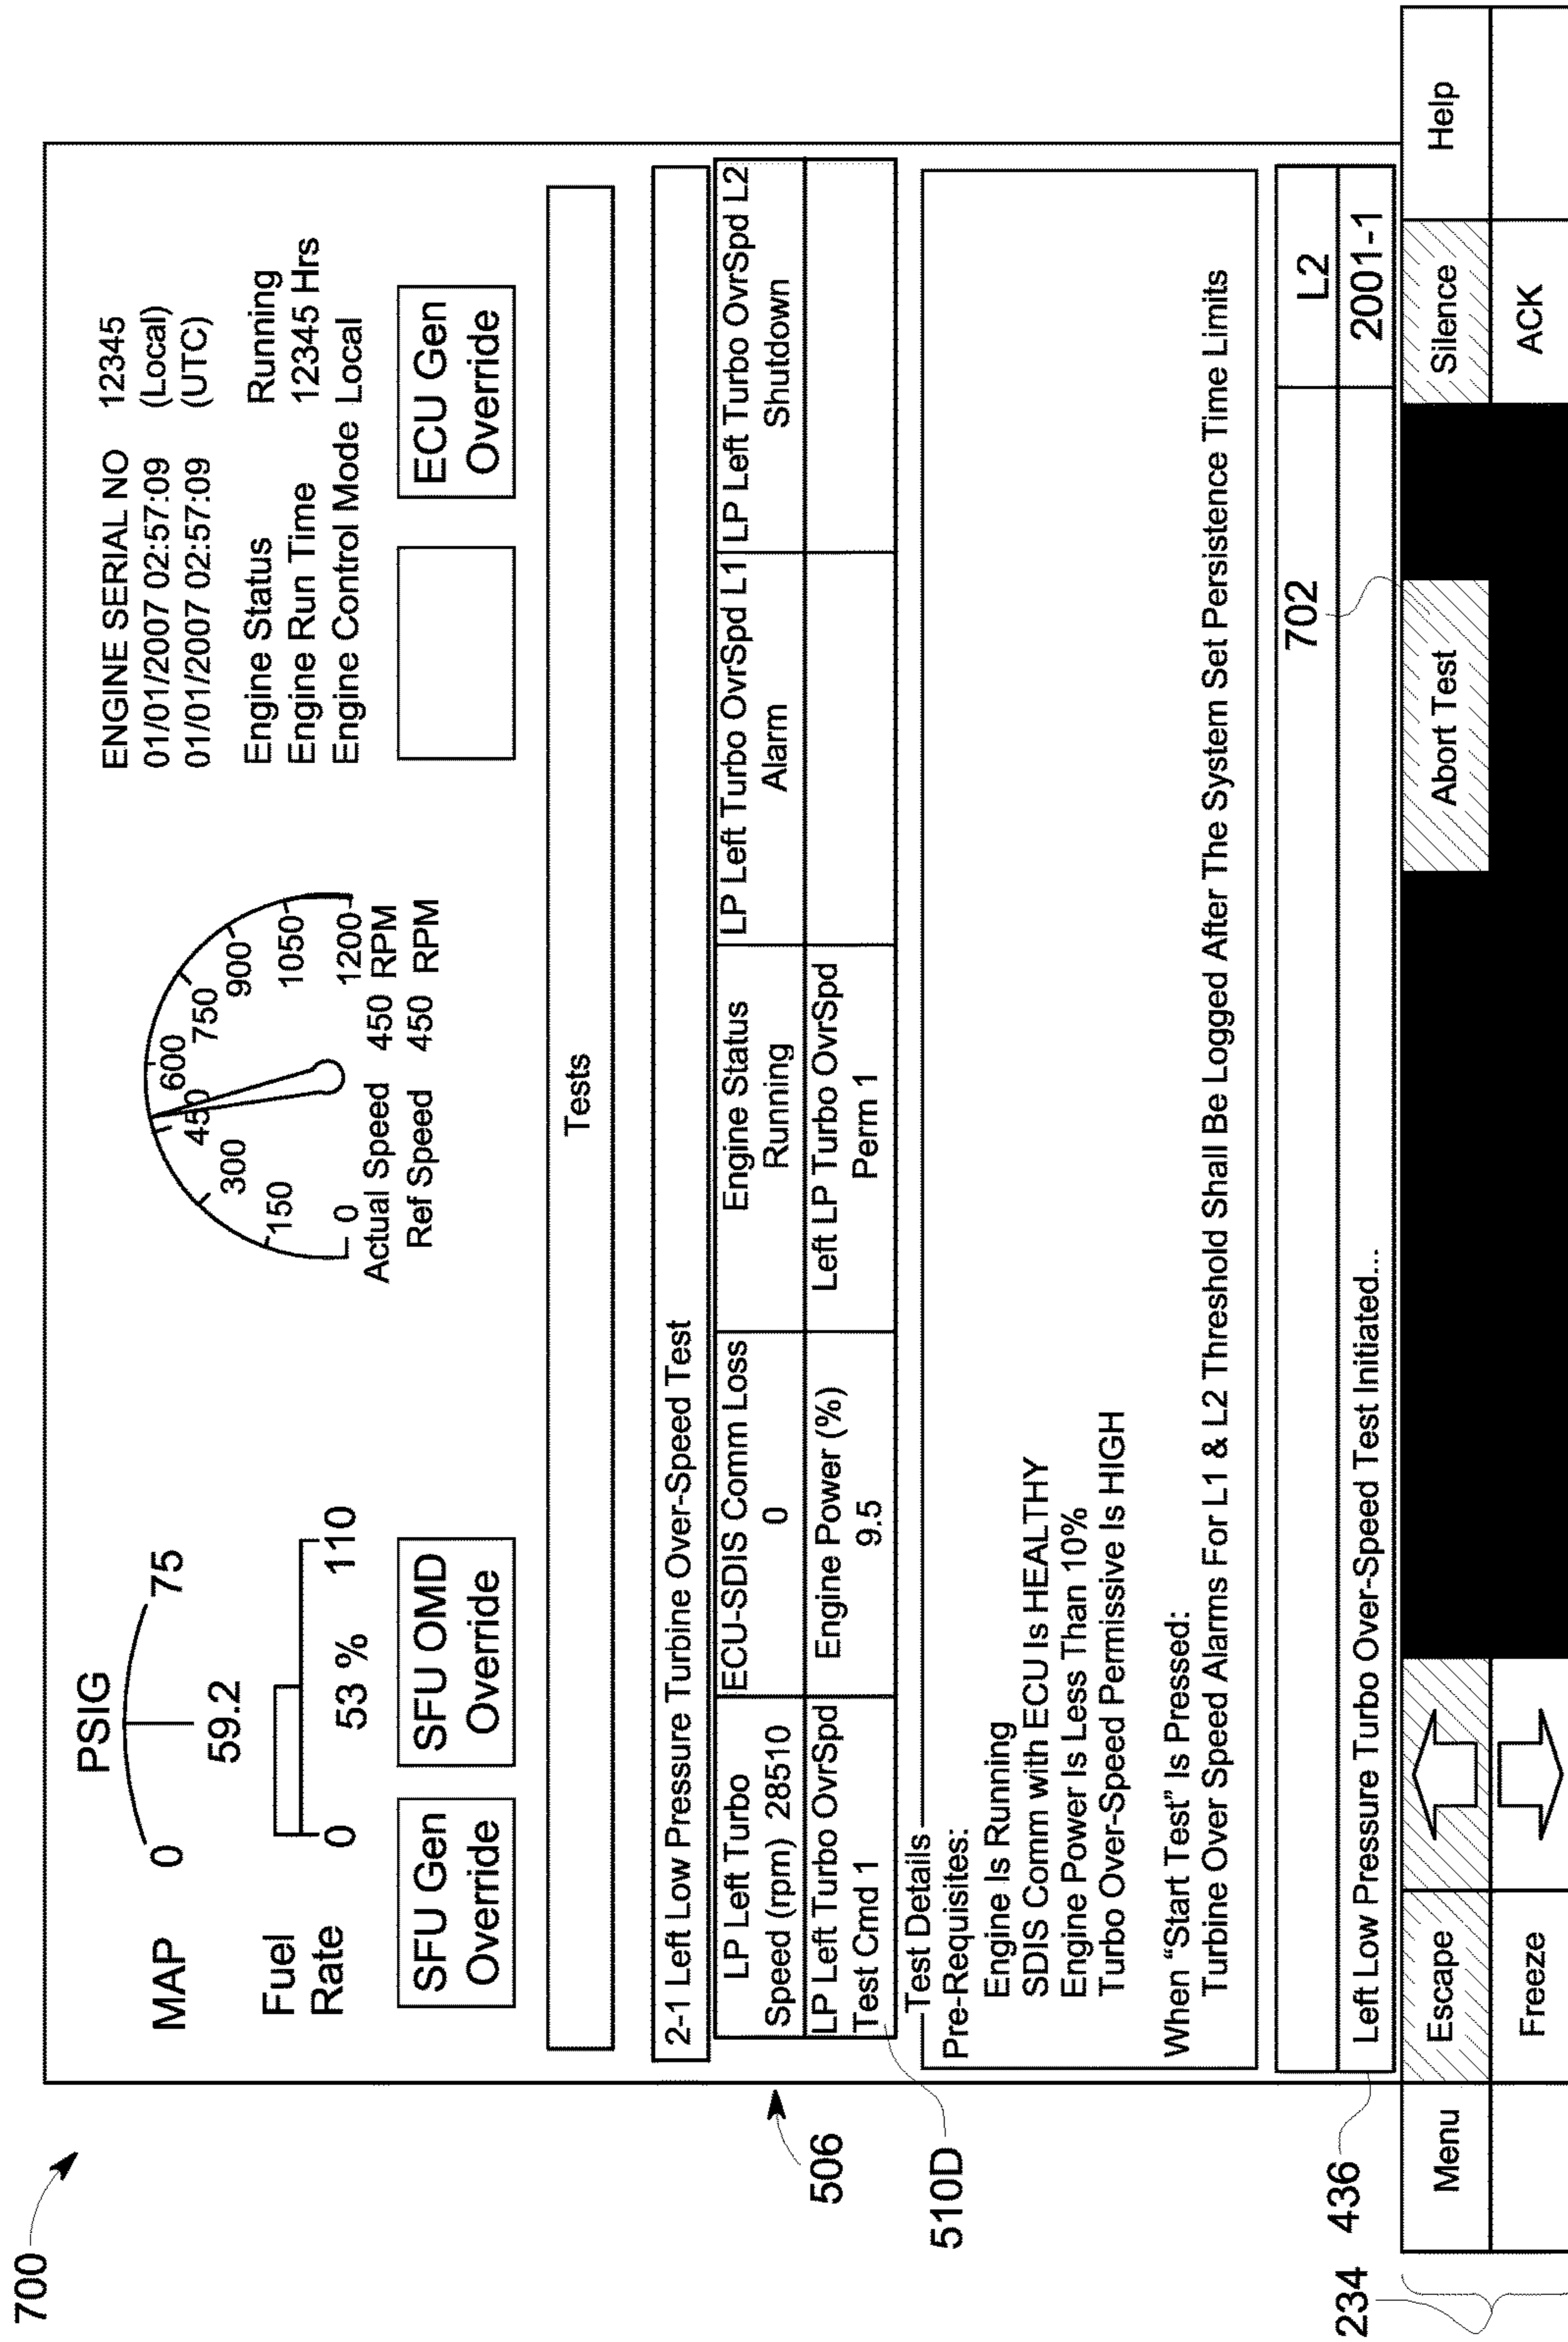 700
PSIG
MAP
0
75
59.2
Fuel
Rate
0
53 %
110
SFU Gen
Override
SFU OMD
Override
0
150
300
450
600
750
900
1050
1200
Actual Speed 450 RPM
Ref Speed 450 RPM
ENGINE SERIAL NO 12345
01/01/2007 02:57:09 (Local)
01/01/2007 02:57:09 (UTC)
Engine Status Running
Engine Run Time 12345 Hrs
Engine Control Mode Local
ECU Gen
Override
Tests
2-1 Left Low Pressure Turbine Over-Speed Test
506
LP Left Turbo
Speed (rpm) 28510
ECU-SDIS Comm Loss
0
Engine Status
Running
LP Left Turbo OvrSpd L1
Alarm
LP Left Turbo OvrSpd L2
Shutdown
LP Left Turbo OvrSpd
Test Cmd 1
Engine Power (%)
9.5
Left LP Turbo OvrSpd
Perm 1
510D
Test Details
Pre-Requisites:
Engine Is Running
SDIS Comm with ECU Is HEALTHY
Engine Power Is Less Than 10%
Turbo Over-Speed Permissive Is HIGH
When "Start Test" Is Pressed:
Turbine Over Speed Alarms For L1 & L2 Threshold Shall Be Logged After The System Set Persistence Time Limits
702
L2
436
Left Low Pressure Turbo Over-Speed Test Initiated...
2001-1
234
Menu
Escape
Abort Test
Silence
Help
Freeze
ACK